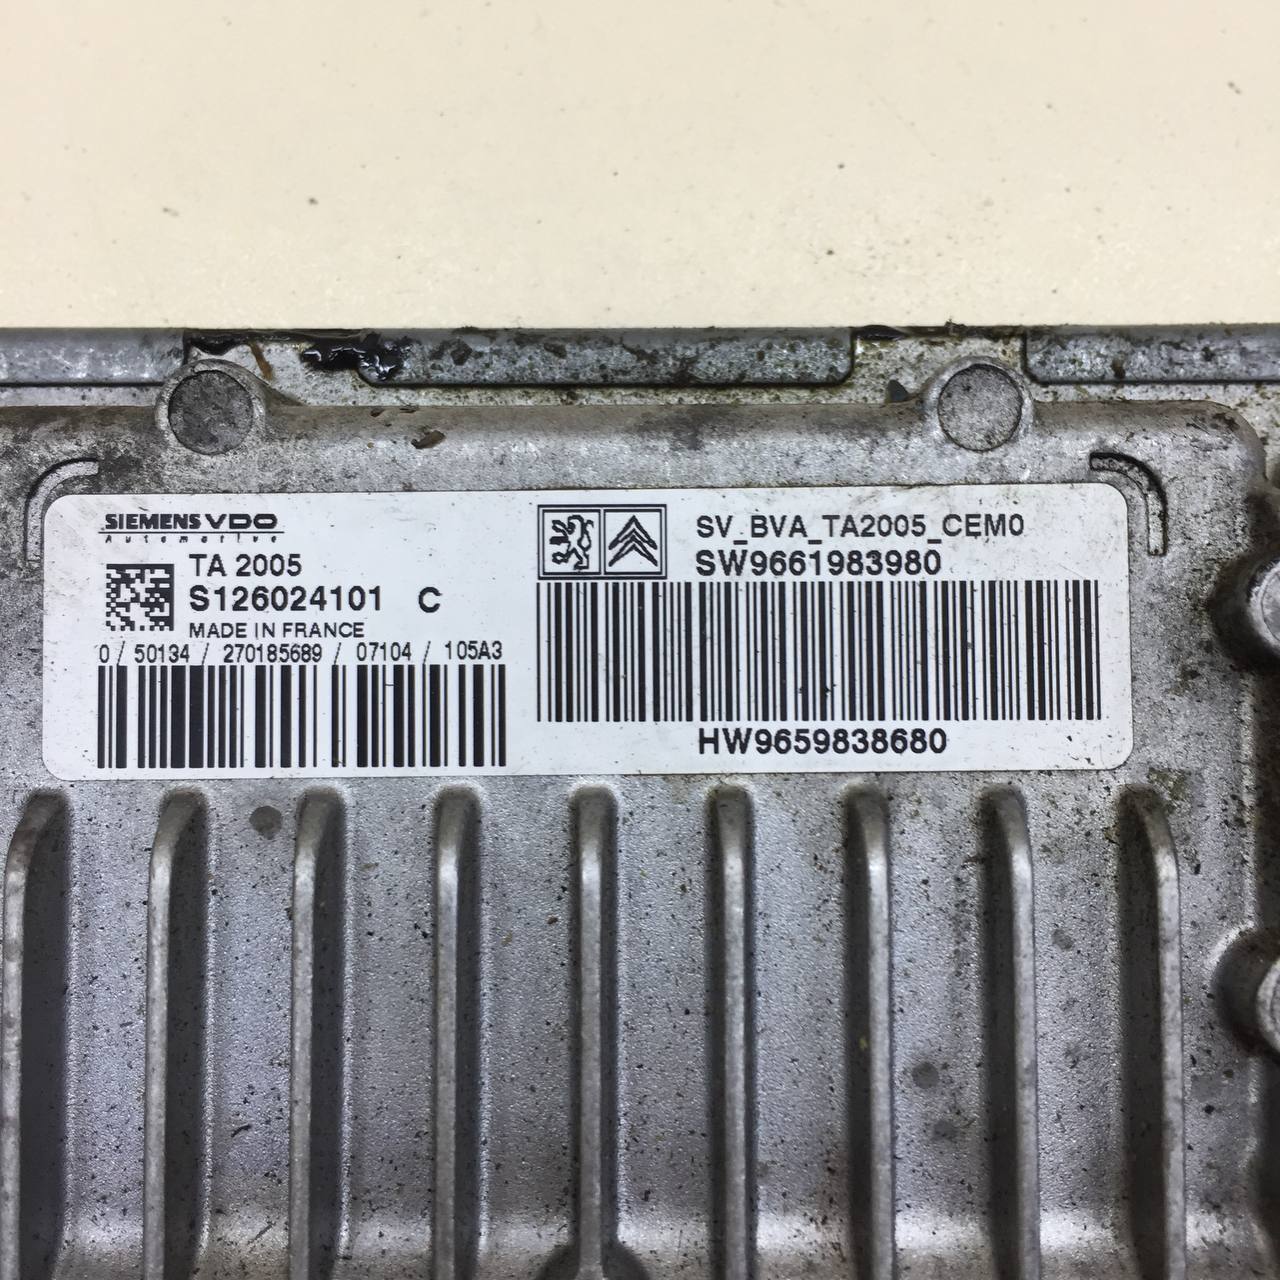 SIEMENS VDO
Automotive
TA 2005
S126024101 C
MADE IN FRANCE
0 / 50134 / 270185689 / 07104 / 105A3
SV_BVA_TA2005_CEM0
SW9661983980
HW9659838680